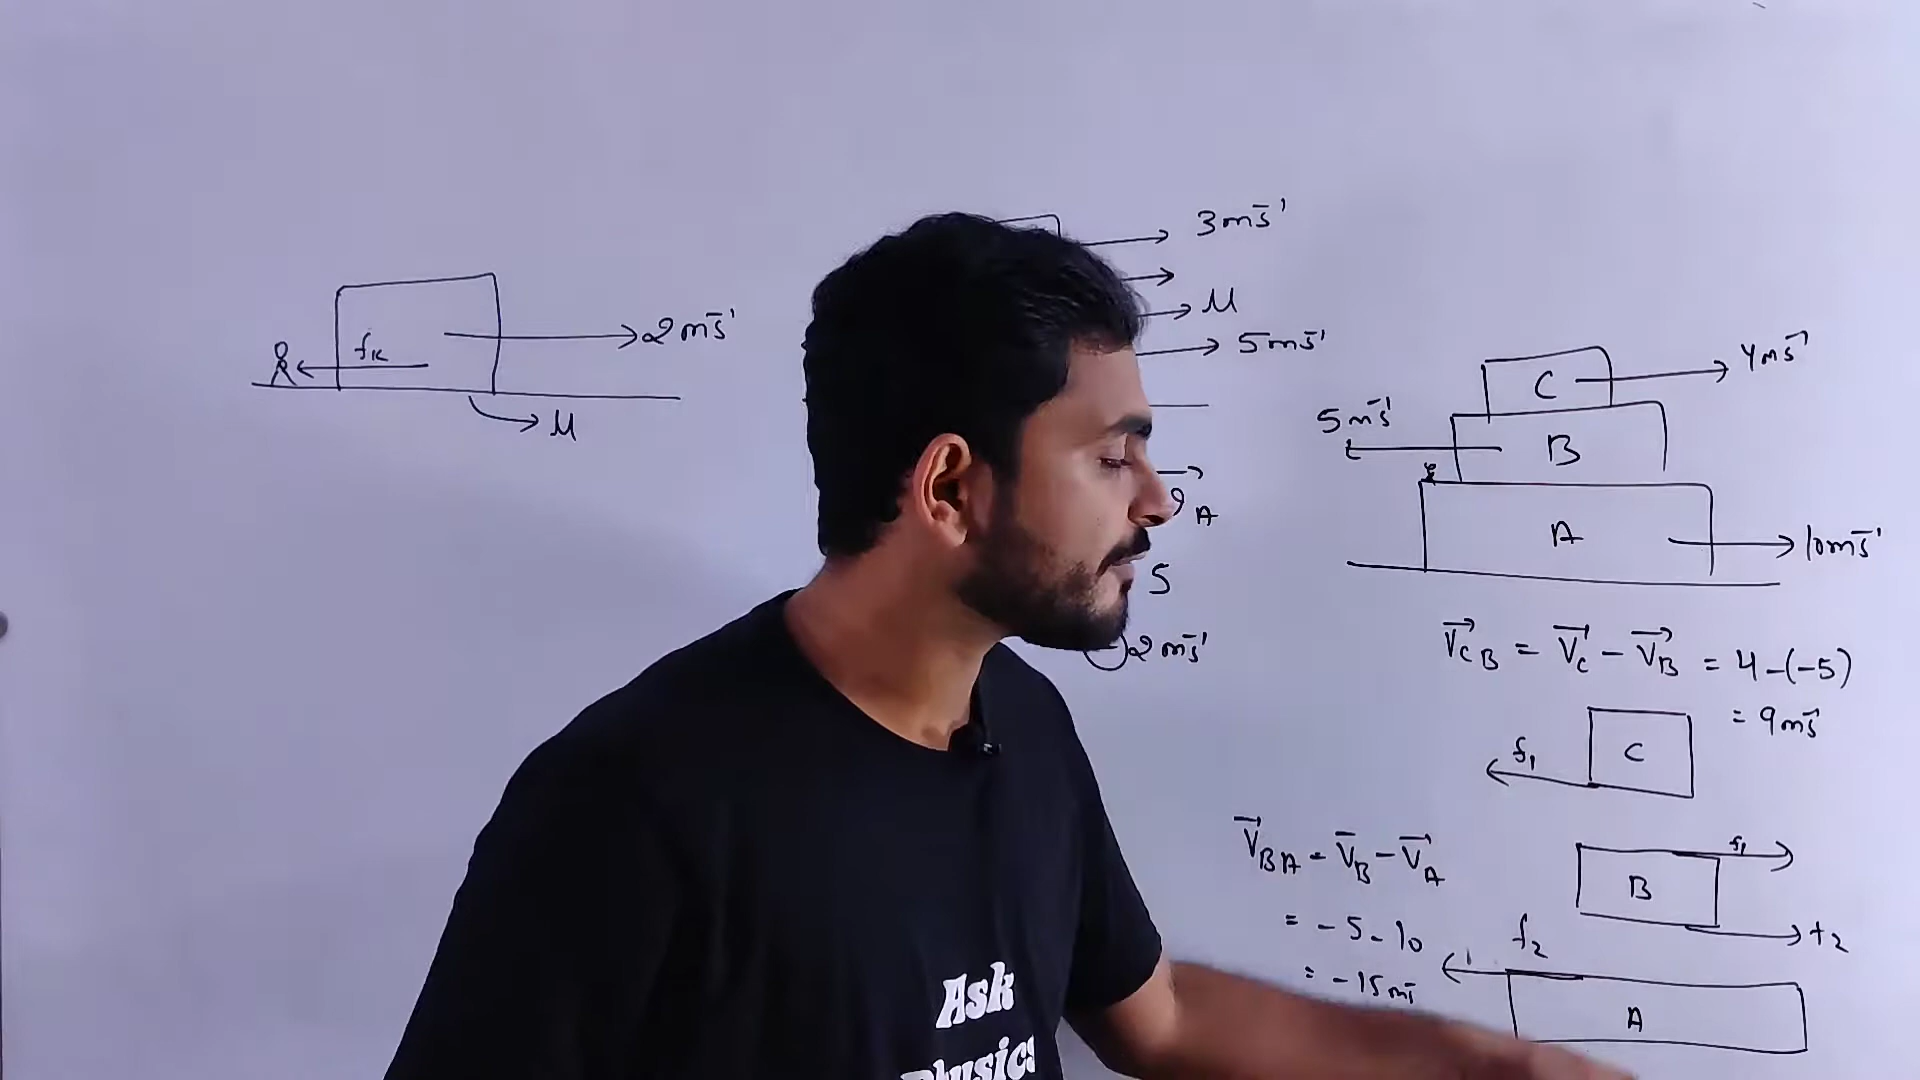 fk
2ms⁻¹
μ
3ms⁻¹
μ
5ms⁻¹
A
5
2ms⁻¹
C
4ms⁻¹
5ms⁻¹
B
A
10ms⁻¹
V⃗CB = V⃗C - V⃗B = 4-(-5)
= 9ms⁻¹
C
f₁
V⃗BA = V⃗B - V⃗A
= -5-10
= -15ms⁻¹
f₁
B
f₂
f₂
A
Ask
Physics